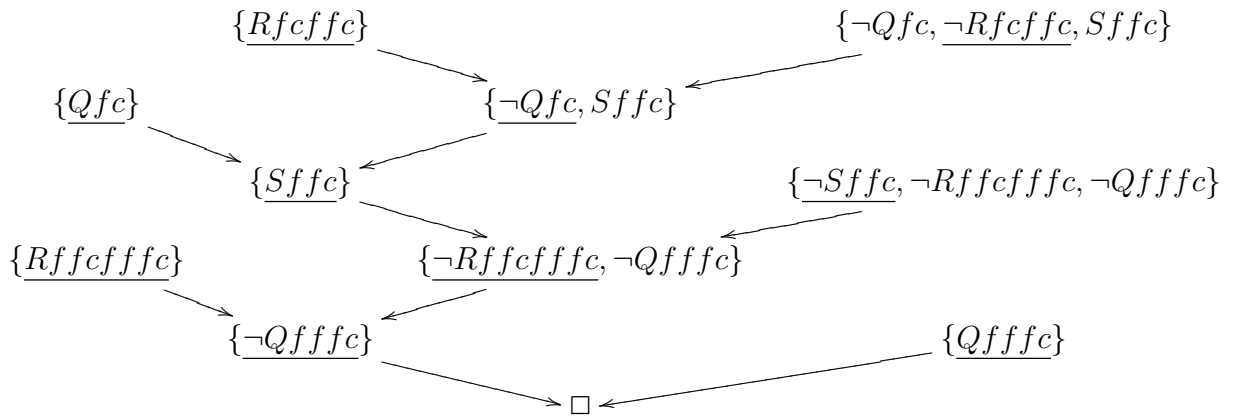 {Rfcffc} {¬Qfc, ¬Rfcffc, Sffc}
{Qfc} {¬Qfc, Sffc}
{Sffc} {¬Sffc, ¬Rffcfffc, ¬Qfffc}
{Rffcfffc} {¬Rffcfffc, ¬Qfffc}
{¬Qfffc} {Qfffc}
□